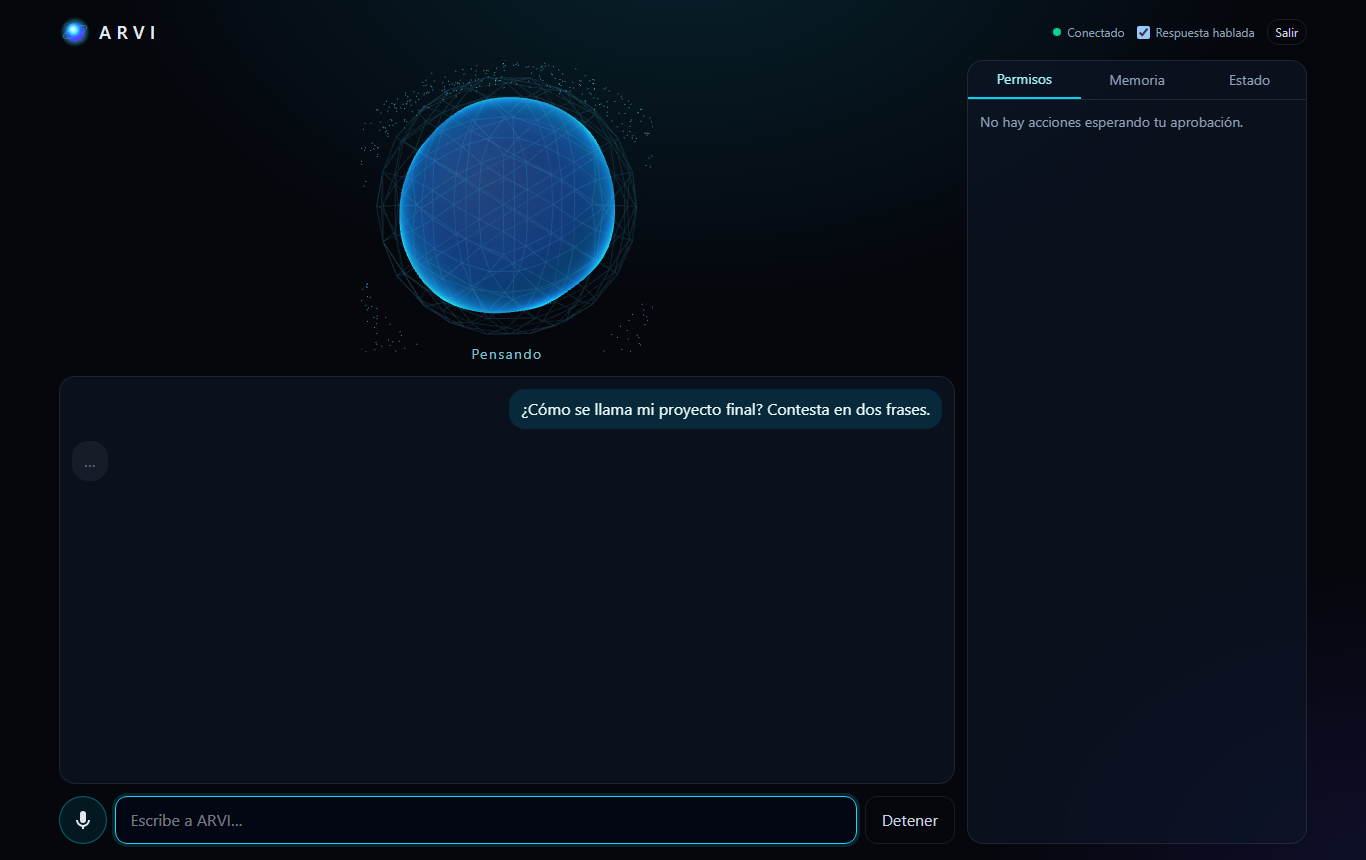 ARVI
Conectado
Respuesta hablada
Salir
Permisos
Memoria
Estado
No hay acciones esperando tu aprobación.
Pensando
¿Cómo se llama mi proyecto final? Contesta en dos frases.
...
Escribe a ARVI...
Detener